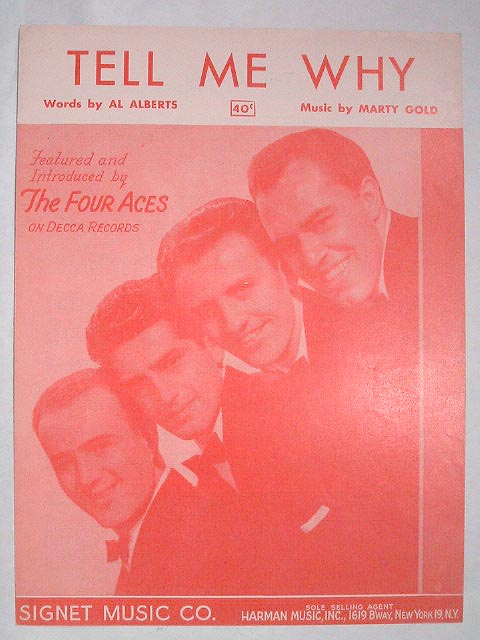 TELL ME WHY
Words by AL ALBERTS
40¢
Music by MARTY GOLD
Featured and
Introduced by
The FOUR ACES
ON DECCA RECORDS
SIGNET MUSIC CO.
SOLE SELLING AGENT
HARMAN MUSIC, INC., 1619 Bway, New York 19, N.Y.